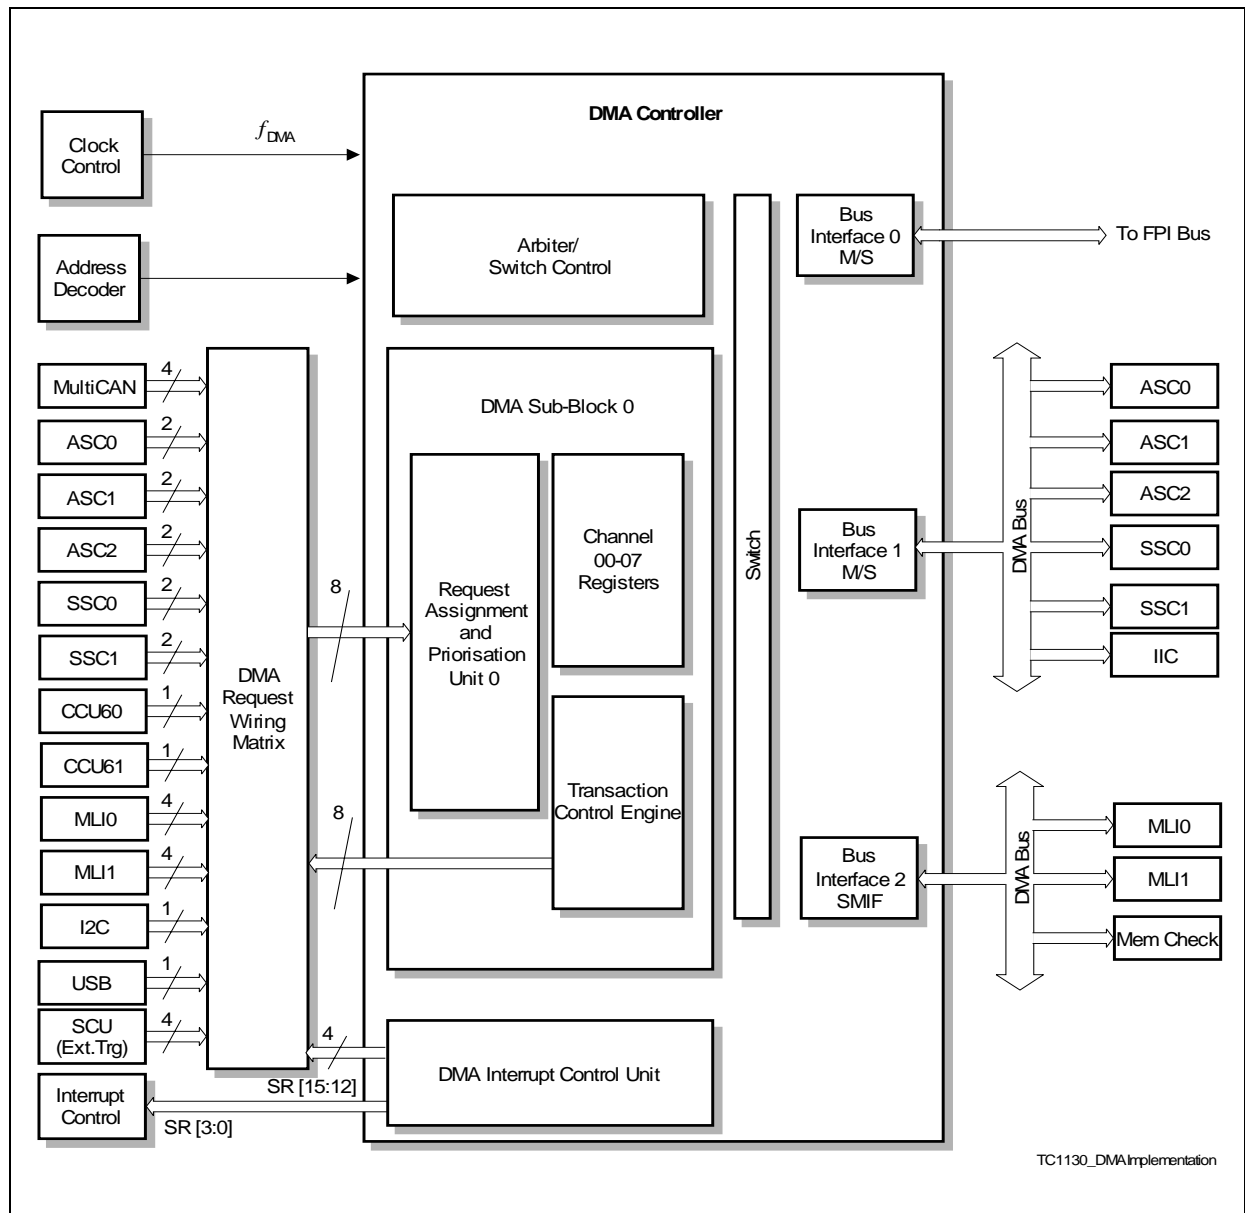 DMA Controller
Clock
Control
fDMA
Address
Decoder
Arbiter/
Switch Control
Bus
Interface 0
M/S
To FPI Bus
MultiCAN
4
ASC0
2
ASC1
2
ASC2
2
SSC0
2
SSC1
2
CCU60
1
CCU61
1
MLI0
4
MLI1
4
I2C
1
USB
1
SCU
(Ext.Trg)
4
Interrupt
Control
DMA
Request
Wiring
Matrix
8
8
4
SR [15:12]
SR [3:0]
DMA Sub-Block 0
Request
Assignment
and
Priorisation
Unit 0
Channel
00-07
Registers
Transaction
Control Engine
DMA Interrupt Control Unit
Switch
Bus
Interface 1
M/S
DMA Bus
ASC0
ASC1
ASC2
SSC0
SSC1
IIC
Bus
Interface 2
SMIF
DMA Bus
MLI0
MLI1
Mem Check
TC1130_DMAImplementation